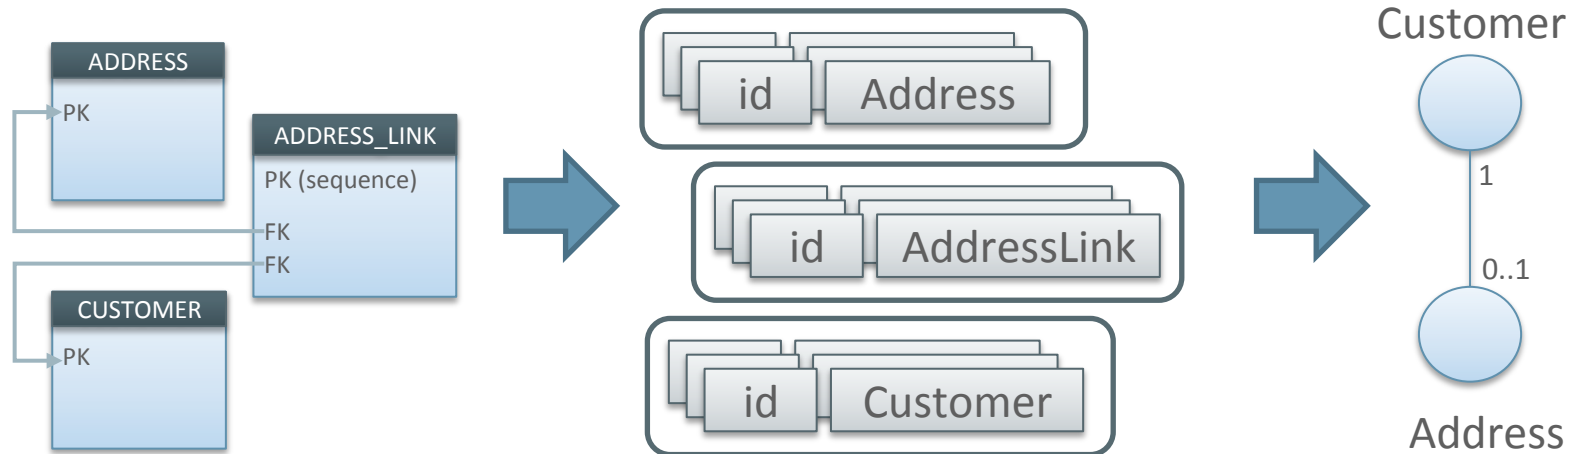 ADDRESS
PK
ADDRESS_LINK
PK (sequence)
FK
FK
CUSTOMER
PK
id Address
id AddressLink
id Customer
Customer
1
0..1
Address